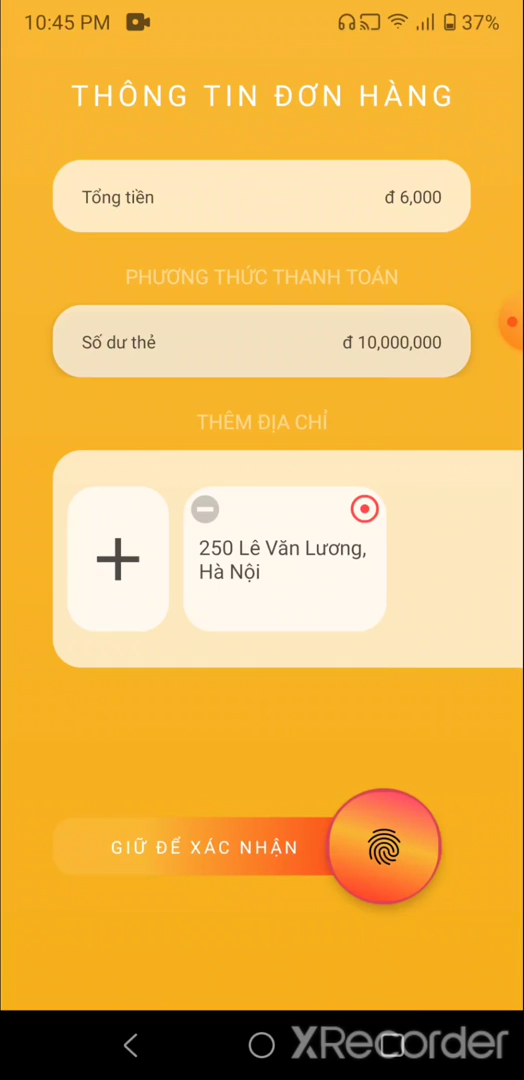 10:45 PM 37%
THÔNG TIN ĐƠN HÀNG
Tổng tiền đ 6,000
PHƯƠNG THỨC THANH TOÁN
Số dư thẻ đ 10,000,000
THÊM ĐỊA CHỈ
250 Lê Văn Lương,
Hà Nội
GIỮ ĐỂ XÁC NHẬN
XRecorder